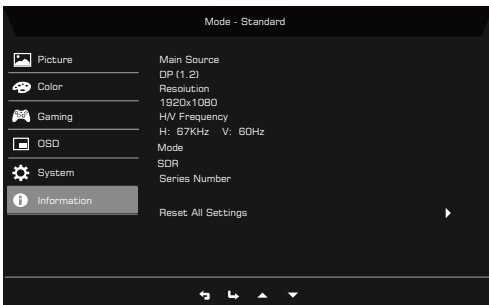 Mode - Standard
Picture
Color
Gaming
OSD
System
Information
Main Source
DP (1.2)
Resoiution
1920x1080
H/V Frequency
H: 67KHz V: 60Hz
Mode
SDR
Series Number
Reset All Settings